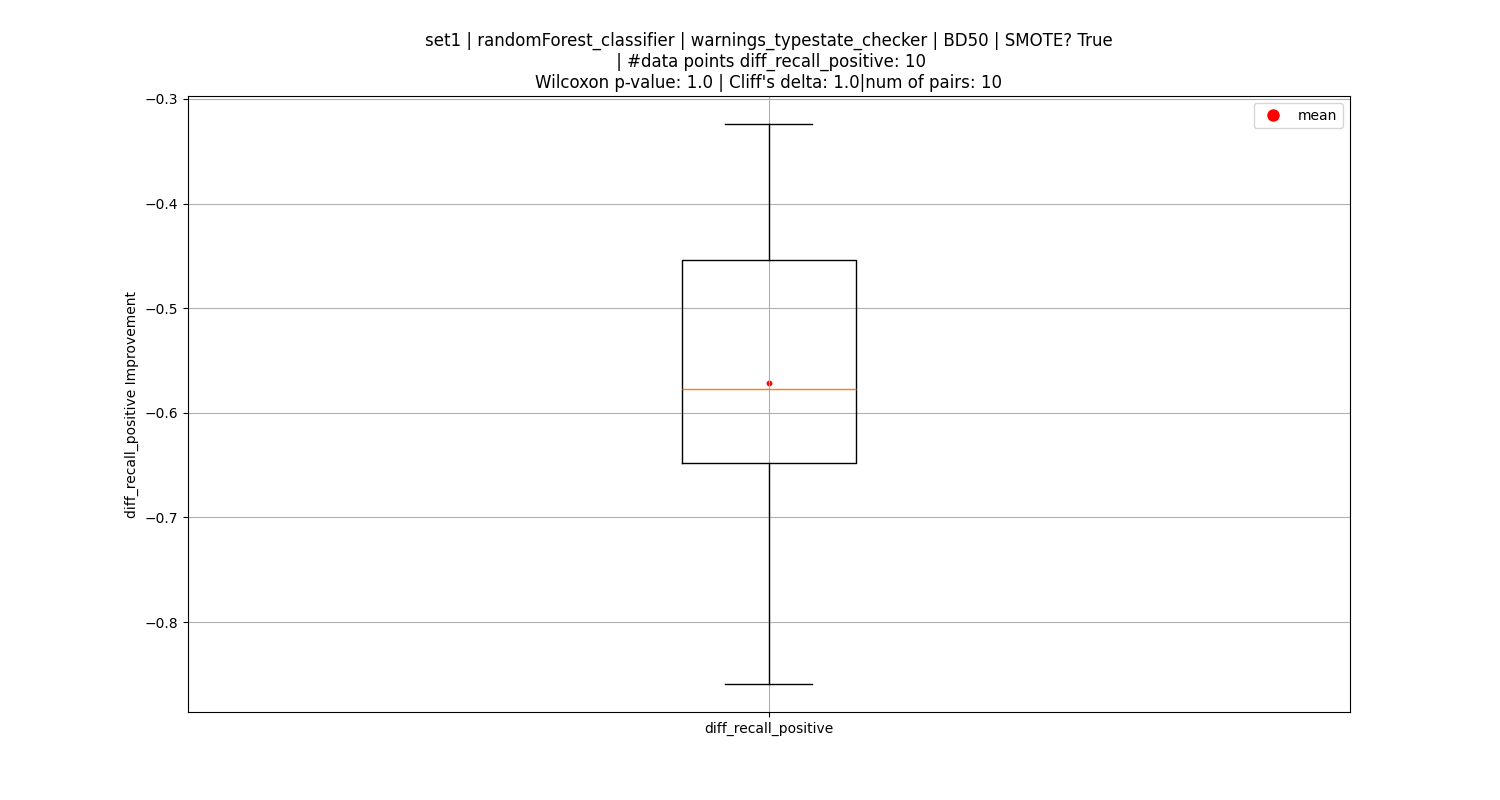 set1 | randomForest_classifier | warnings_typestate_checker | BD50 | SMOTE? True
| #data points diff_recall_positive: 10
Wilcoxon p-value: 1.0 | Cliff's delta: 1.0|num of pairs: 10
mean
−0.3
−0.4
−0.5
−0.6
−0.7
−0.8
diff_recall_positive Improvement
diff_recall_positive